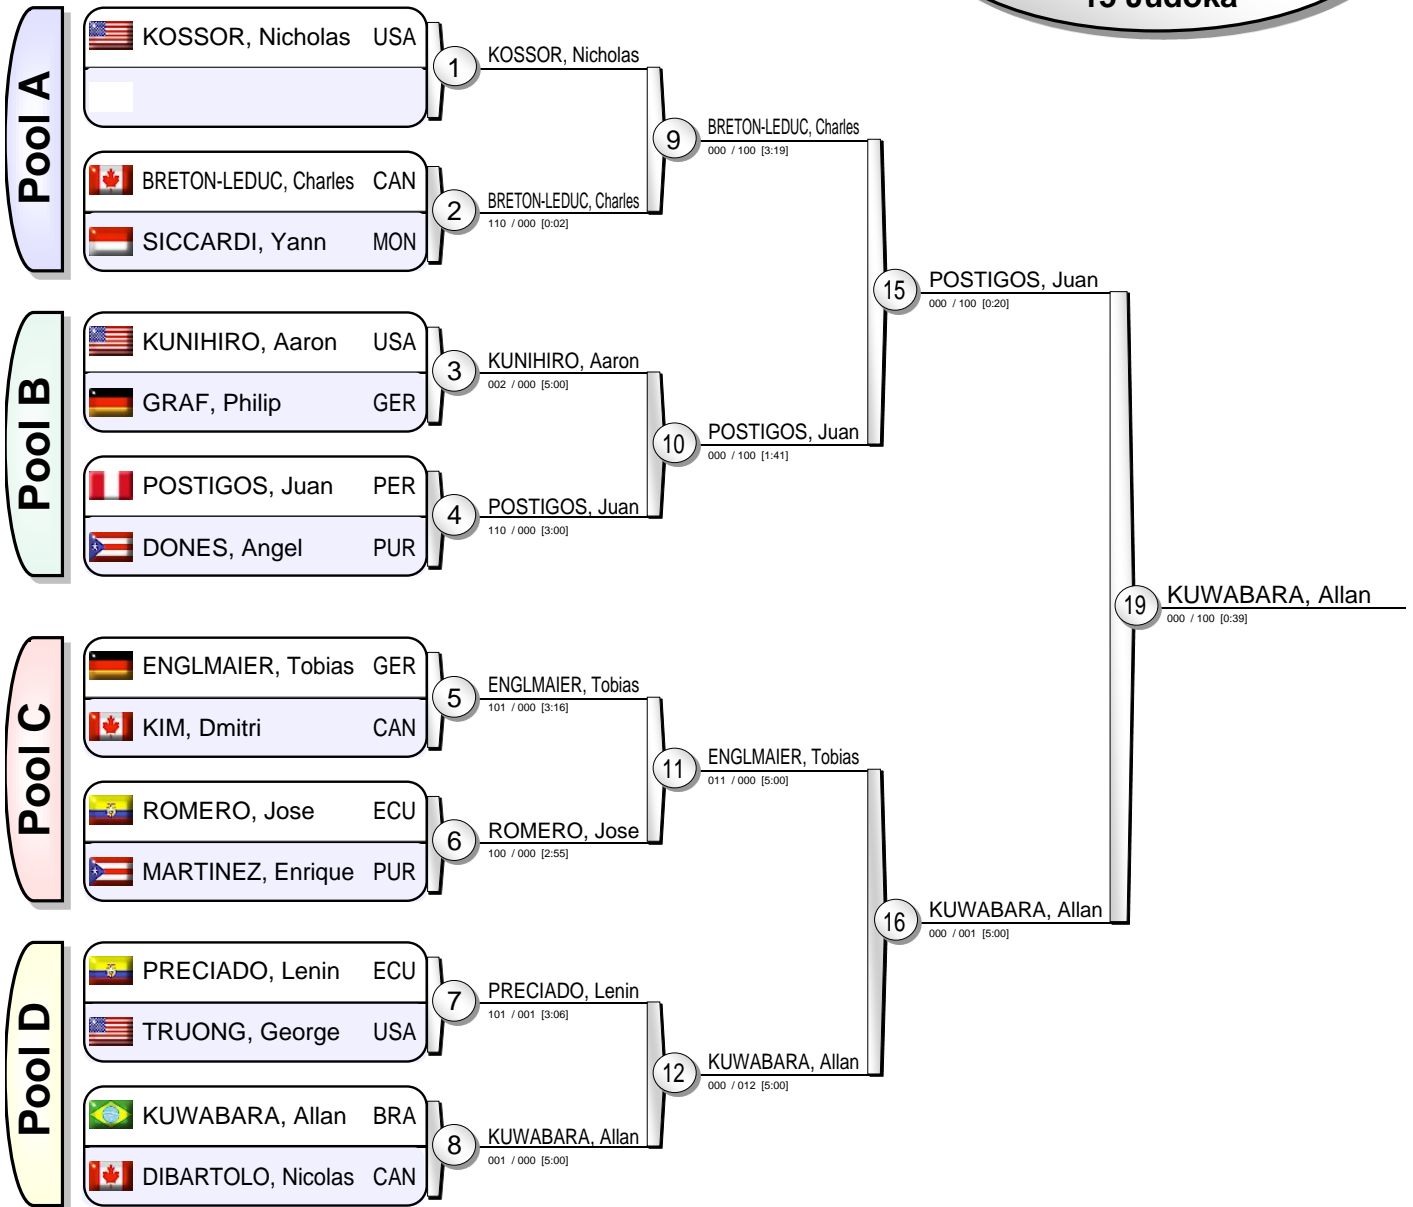 15 Judoka
Pool A
KOSSOR, Nicholas USA
1
KOSSOR, Nicholas
BRETON-LEDUC, Charles CAN
SICCARDI, Yann MON
2
BRETON-LEDUC, Charles
110 / 000 [0:02]
9
BRETON-LEDUC, Charles
000 / 100 [3:19]
Pool B
KUNIHIRO, Aaron USA
GRAF, Philip GER
3
KUNIHIRO, Aaron
002 / 000 [5:00]
POSTIGOS, Juan PER
DONES, Angel PUR
4
POSTIGOS, Juan
110 / 000 [3:00]
10
POSTIGOS, Juan
000 / 100 [1:41]
15
POSTIGOS, Juan
000 / 100 [0:20]
Pool C
ENGLMAIER, Tobias GER
KIM, Dmitri CAN
5
ENGLMAIER, Tobias
101 / 000 [3:16]
ROMERO, Jose ECU
MARTINEZ, Enrique PUR
6
ROMERO, Jose
100 / 000 [2:55]
11
ENGLMAIER, Tobias
011 / 000 [5:00]
Pool D
PRECIADO, Lenin ECU
TRUONG, George USA
7
PRECIADO, Lenin
101 / 001 [3:06]
KUWABARA, Allan BRA
DIBARTOLO, Nicolas CAN
8
KUWABARA, Allan
001 / 000 [5:00]
12
KUWABARA, Allan
000 / 012 [5:00]
16
KUWABARA, Allan
000 / 001 [5:00]
19
KUWABARA, Allan
000 / 100 [0:39]